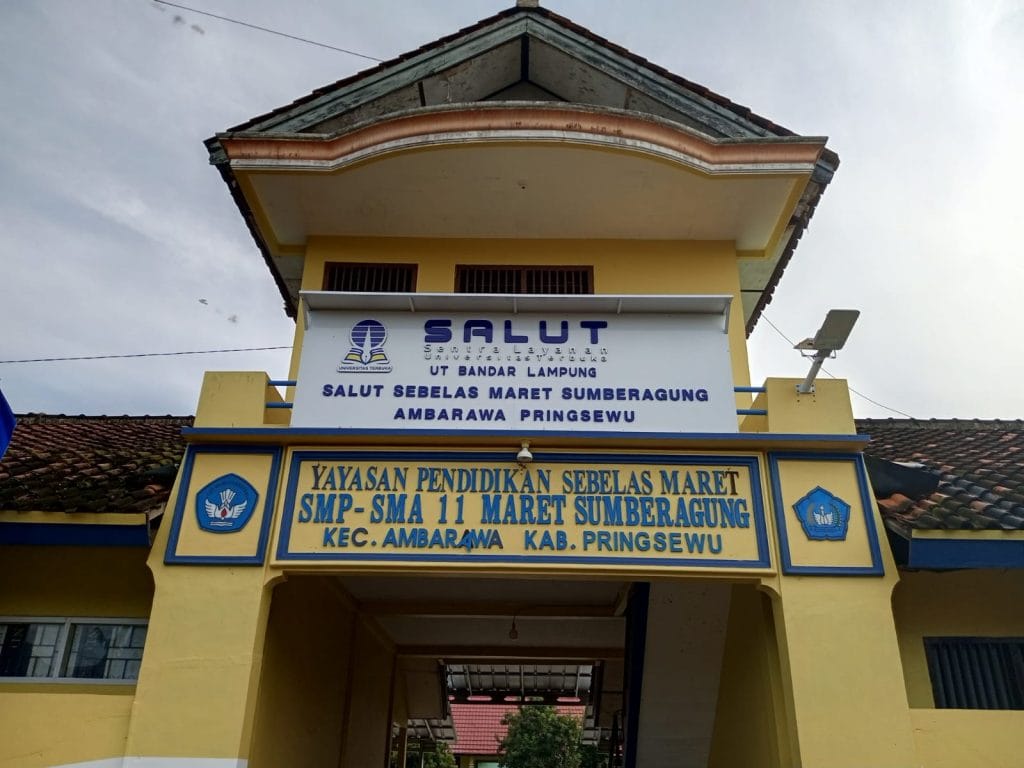 SALUT
Sentra Layanan
Universitas Terbuka
UNIVERSITAS TERBUKA
UT BANDAR LAMPUNG
SALUT SEBELAS MARET SUMBERAGUNG
AMBARAWA PRINGSEWU
YAYASAN PENDIDIKAN SEBELAS MARET
SMP-SMA 11 MARET SUMBERAGUNG
KEC. AMBARAWA KAB. PRINGSEWU